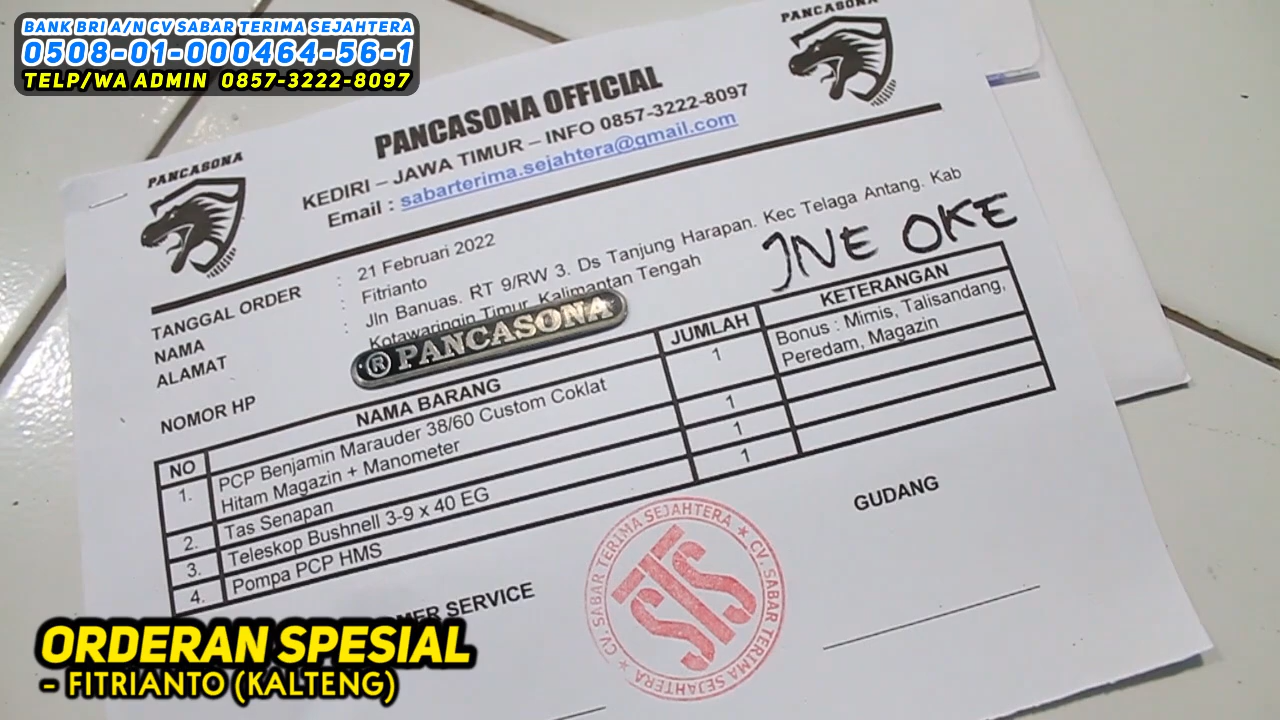 BANK BRI A/N CV SABAR TERIMA SEJAHTERA
0508-01-000464-56-1
TELP/WA ADMIN 0857-3222-8097
PANCASONA
PANCASONA
PANCASONA OFFICIAL
KEDIRI – JAWA TIMUR – INFO 0857-3222-8097
Email : sabarterima.sejahtera@gmail.com
TANGGAL ORDER : 21 Februari 2022
NAMA : Fitrianto
ALAMAT : Jln Banuas. RT 9/RW 3. Ds Tanjung Harapan. Kec Telaga Antang. Kab
Kotawaringin Timur. Kalimantan Tengah
NOMOR HP
JNE OKE
® PANCASONA
NO NAMA BARANG JUMLAH KETERANGAN
1. PCP Benjamin Marauder 38/60 Custom Coklat 1 Bonus : Mimis, Talisandang,
Hitam Magazin + Manometer Peredam, Magazin
2. Tas Senapan 1
3. Teleskop Bushnell 3-9 x 40 EG 1
4. Pompa PCP HMS 1
SERVICE
GUDANG
CV. SABAR TERIMA SEJAHTERA ★ CV. SABAR TERIMA SEJAHTERA ★
STS
ORDERAN SPESIAL
- FITRIANTO (KALTENG)